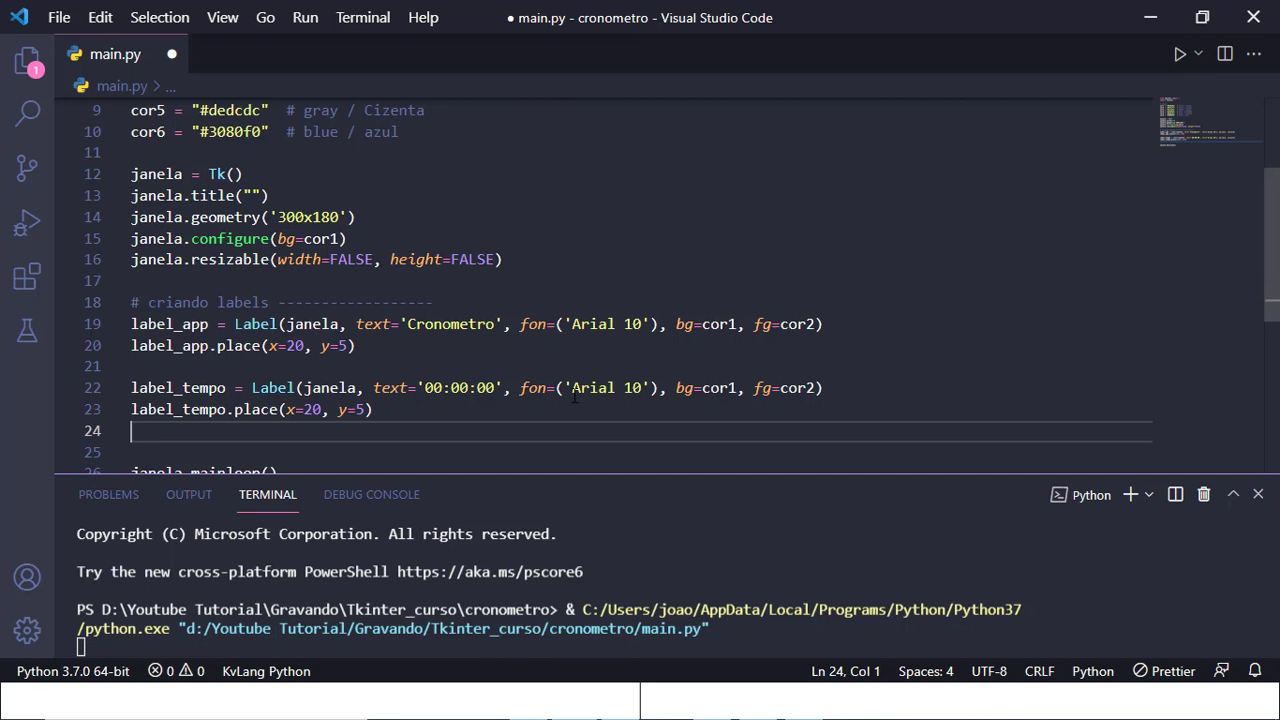 File Edit Selection View Go Run Terminal Help
● main.py - cronometro - Visual Studio Code
main.py
1
main.py > ...
9 cor5 = "#dedcdc" # gray / Cizenta
10 cor6 = "#3080f0" # blue / azul
11
12 janela = Tk()
13 janela.title("")
14 janela.geometry('300x180')
15 janela.configure(bg=cor1)
16 janela.resizable(width=FALSE, height=FALSE)
17
18 # criando labels ------------------
19 label_app = Label(janela, text='Cronometro', fon=('Arial 10'), bg=cor1, fg=cor2)
20 label_app.place(x=20, y=5)
21
22 label_tempo = Label(janela, text='00:00:00', fon=('Arial 10'), bg=cor1, fg=cor2)
23 label_tempo.place(x=20, y=5)
24
25
26 janela.mainloop()
PROBLEMS OUTPUT TERMINAL DEBUG CONSOLE
Python
Copyright (C) Microsoft Corporation. All rights reserved.
Try the new cross-platform PowerShell https://aka.ms/pscore6
PS D:\Youtube Tutorial\Gravando\Tkinter_curso\cronometro> & C:/Users/joao/AppData/Local/Programs/Python/Python37
/python.exe "d:/Youtube Tutorial/Gravando/Tkinter_curso/cronometro/main.py"
Python 3.7.0 64-bit 0 0 KvLang Python Ln 24, Col 1 Spaces: 4 UTF-8 CRLF Python Prettier